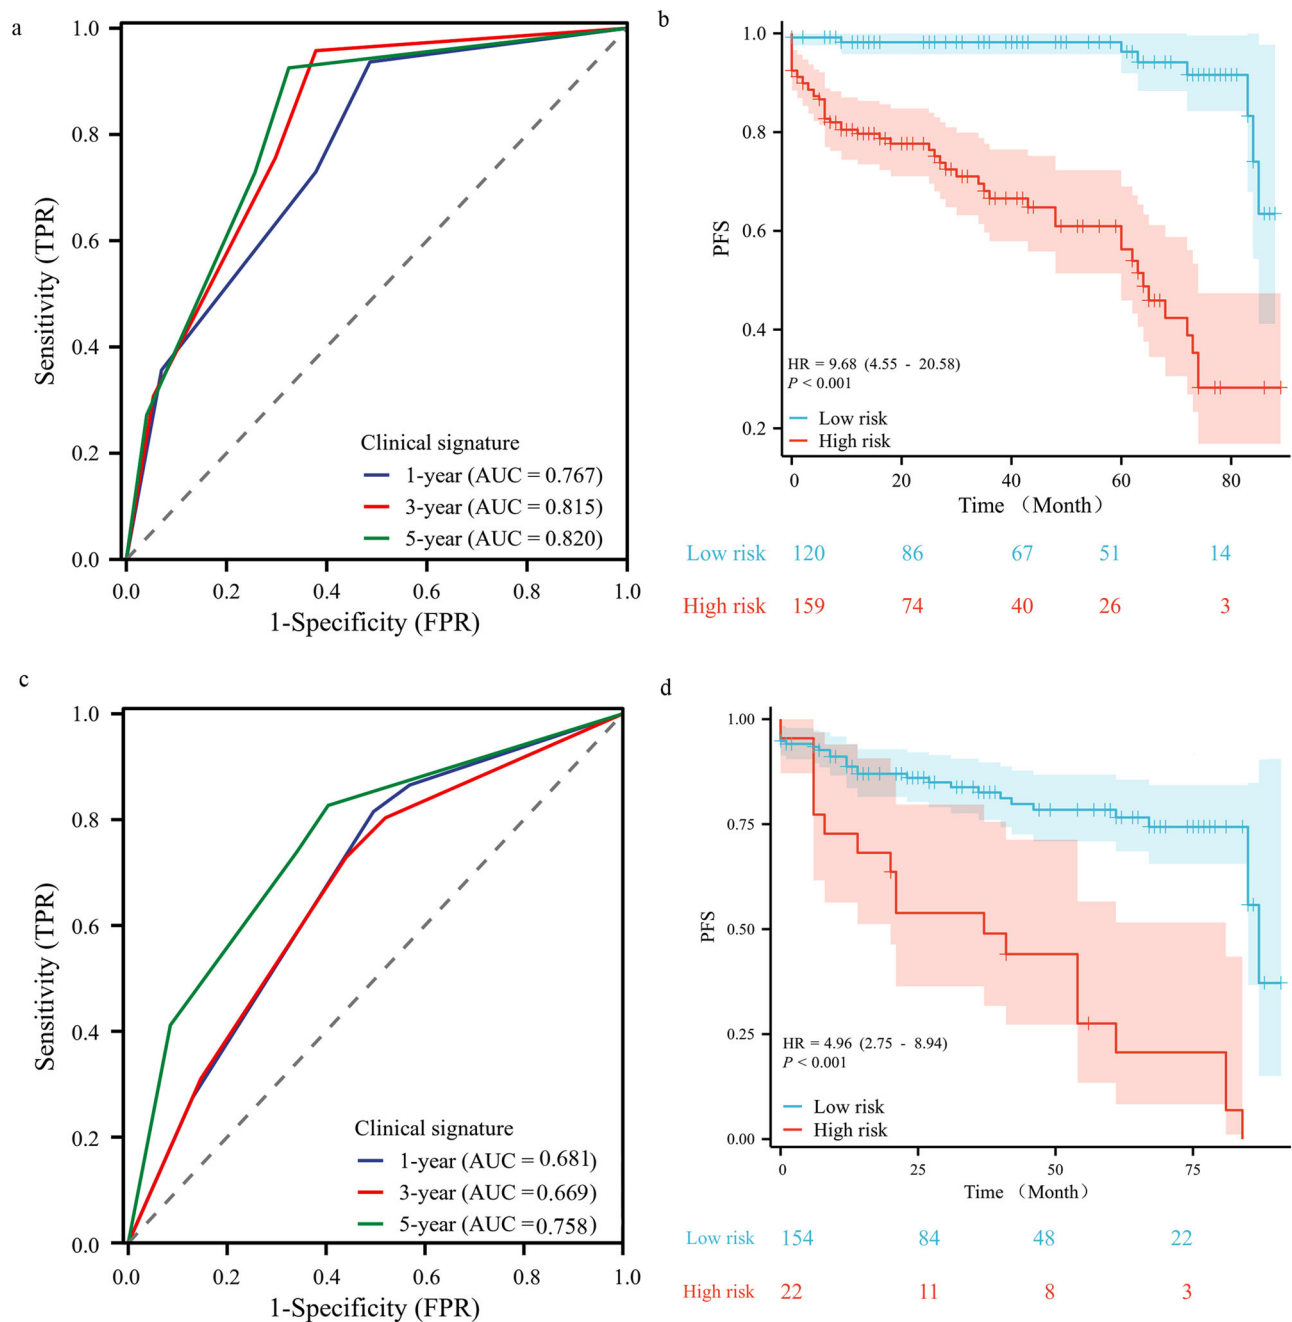 a
1.0
0.8
0.6
0.4
0.2
0.0
Sensitivity (TPR)
Clinical signature
1-year (AUC = 0.767)
3-year (AUC = 0.815)
5-year (AUC = 0.820)
0.0 0.2 0.4 0.6 0.8 1.0
1-Specificity (FPR)
b
1.0
0.8
0.6
0.4
0.2
PFS
HR = 9.68 (4.55 - 20.58)
P < 0.001
Low risk
High risk
0 20 40 60 80
Time （Month）
Low risk 120 86 67 51 14
High risk 159 74 40 26 3
c
1.0
0.8
0.6
0.4
0.2
0.0
Sensitivity (TPR)
Clinical signature
1-year (AUC = 0.681)
3-year (AUC = 0.669)
5-year (AUC = 0.758)
0.0 0.2 0.4 0.6 0.8 1.0
1-Specificity (FPR)
d
1.00
0.75
0.50
0.25
0.00
PFS
HR = 4.96 (2.75 - 8.94)
P < 0.001
Low risk
High risk
0 25 50 75
Time （Month）
Low risk 154 84 48 22
High risk 22 11 8 3